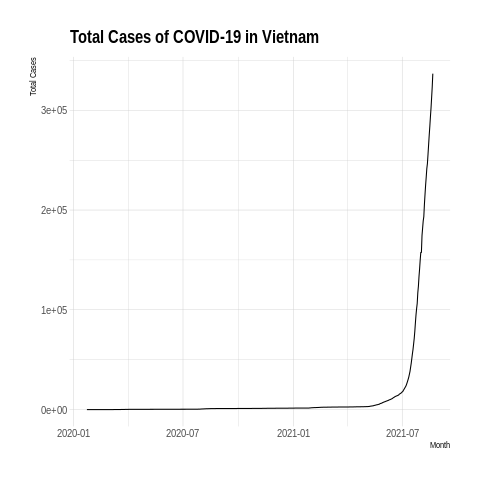 Total Cases of COVID-19 in Vietnam
Total Cases
3e+05
2e+05
1e+05
0e+00
2020-01 2020-07 2021-01 2021-07
Month